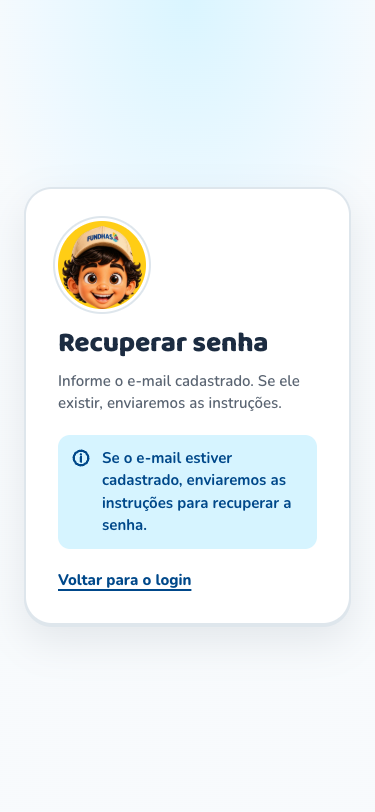 FUNDHAS
Recuperar senha
Informe o e-mail cadastrado. Se ele
existir, enviaremos as instruções.
Se o e-mail estiver
cadastrado, enviaremos as
instruções para recuperar a
senha.
Voltar para o login